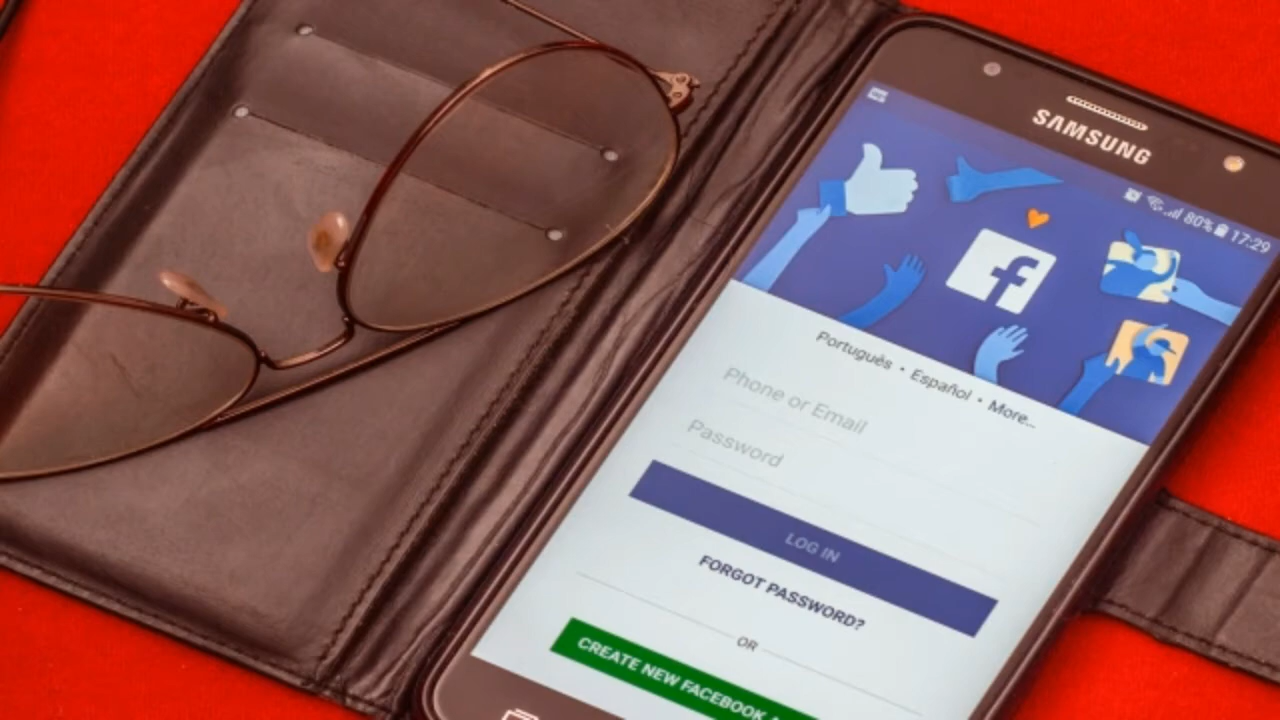 SAMSUNG
80% 17:29
f
Português • Español • More...
Phone or Email
Password
LOG IN
FORGOT PASSWORD?
OR
CREATE NEW FACEBOOK